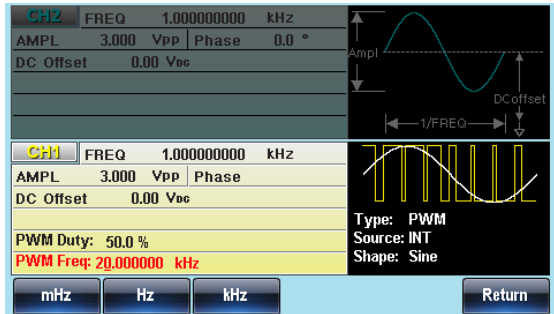 CH2 FREQ 1.000000000 kHz
AMPL 3.000 Vpp Phase 0.0 °
DC Offset 0.00 VDC
Ampl
DCoffset
1/FREQ
CH1 FREQ 1.000000000 kHz
AMPL 3.000 Vpp Phase
DC Offset 0.00 VDC
PWM Duty: 50.0 %
PWM Freq: 20.000000 kHz
Type: PWM
Source: INT
Shape: Sine
mHz Hz kHz Return